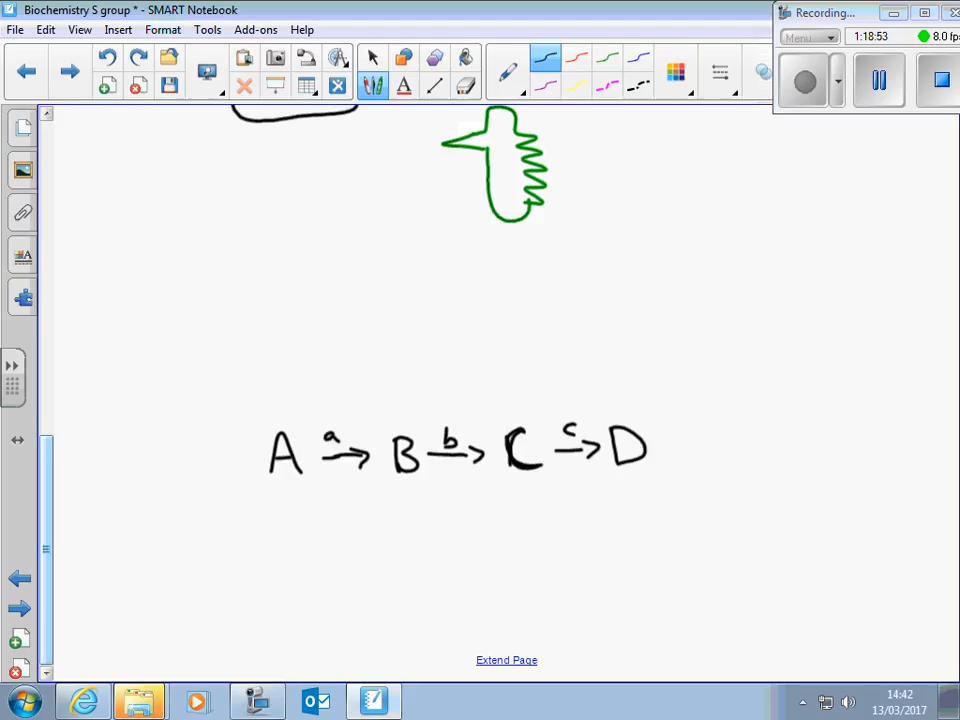 Biochemistry S group * - SMART Notebook
Recording...
File Edit View Insert Format Tools Add-ons Help
Menu
1:18:53
8.0 fp
A a→ B b→ C c→ D
Extend Page
14:42
13/03/2017